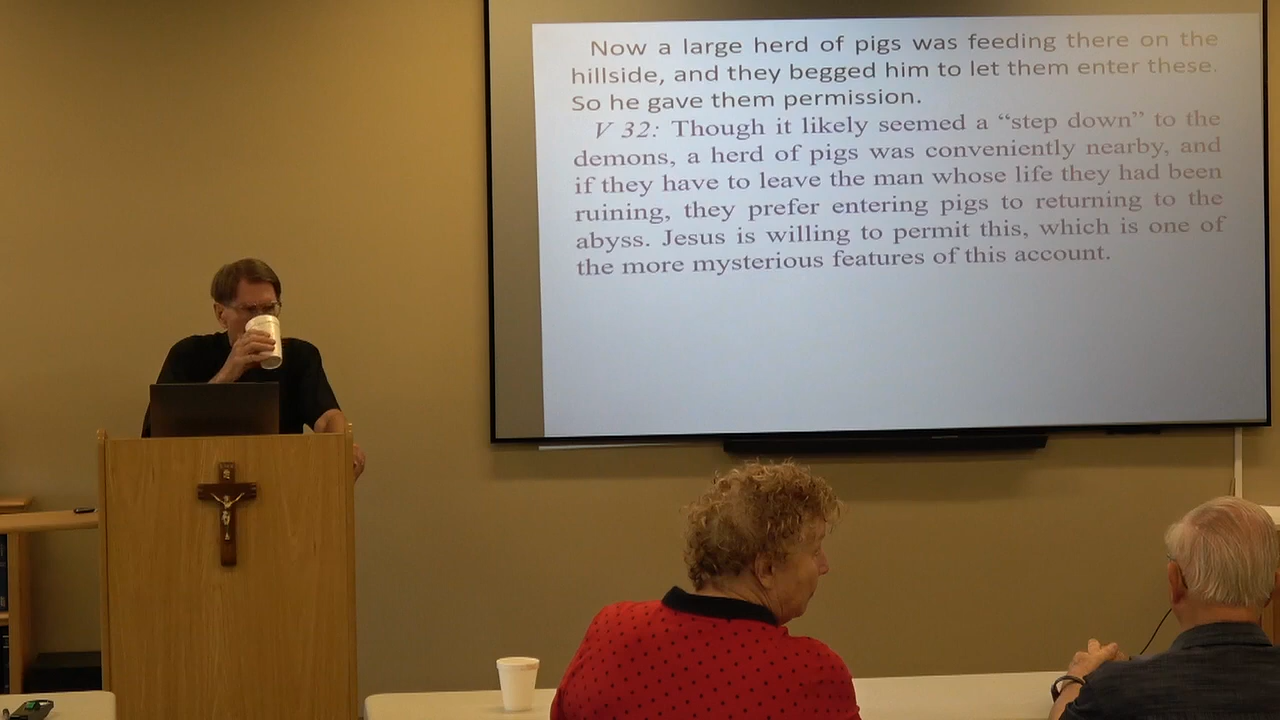 Now a large herd of pigs was feeding there on the
hillside, and they begged him to let them enter these.
So he gave them permission.
V 32: Though it likely seemed a “step down” to the
demons, a herd of pigs was conveniently nearby, and
if they have to leave the man whose life they had been
ruining, they prefer entering pigs to returning to the
abyss. Jesus is willing to permit this, which is one of
the more mysterious features of this account.